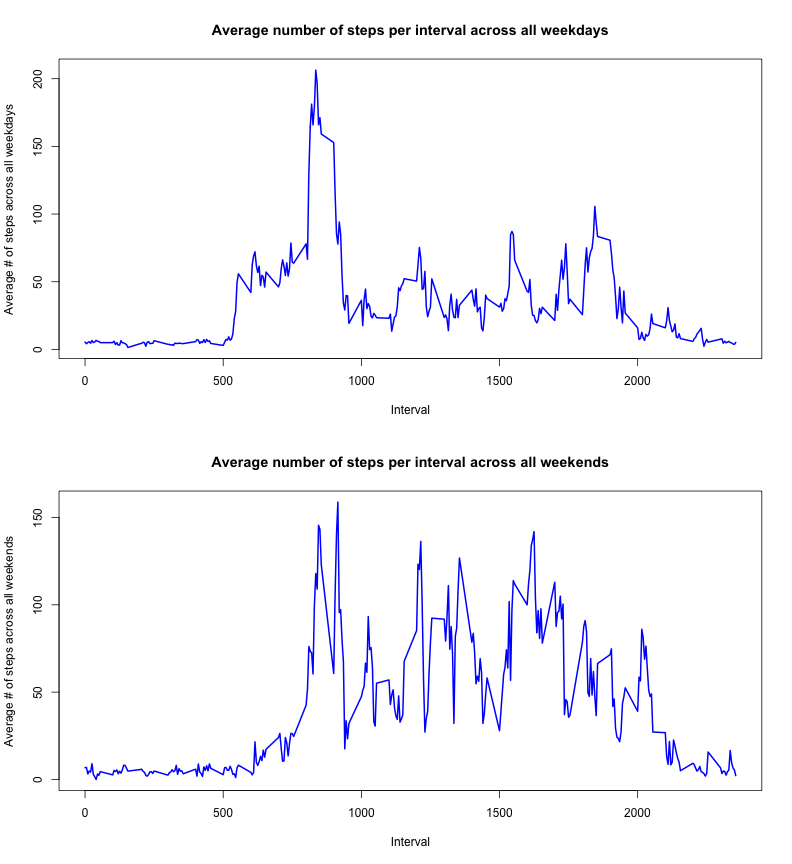 Average number of steps per interval across all weekdays
Average # of steps across all weekdays
200
150
100
50
0
0 500 1000 1500 2000
Interval
Average number of steps per interval across all weekends
Average # of steps across all weekends
150
100
50
0
0 500 1000 1500 2000
Interval